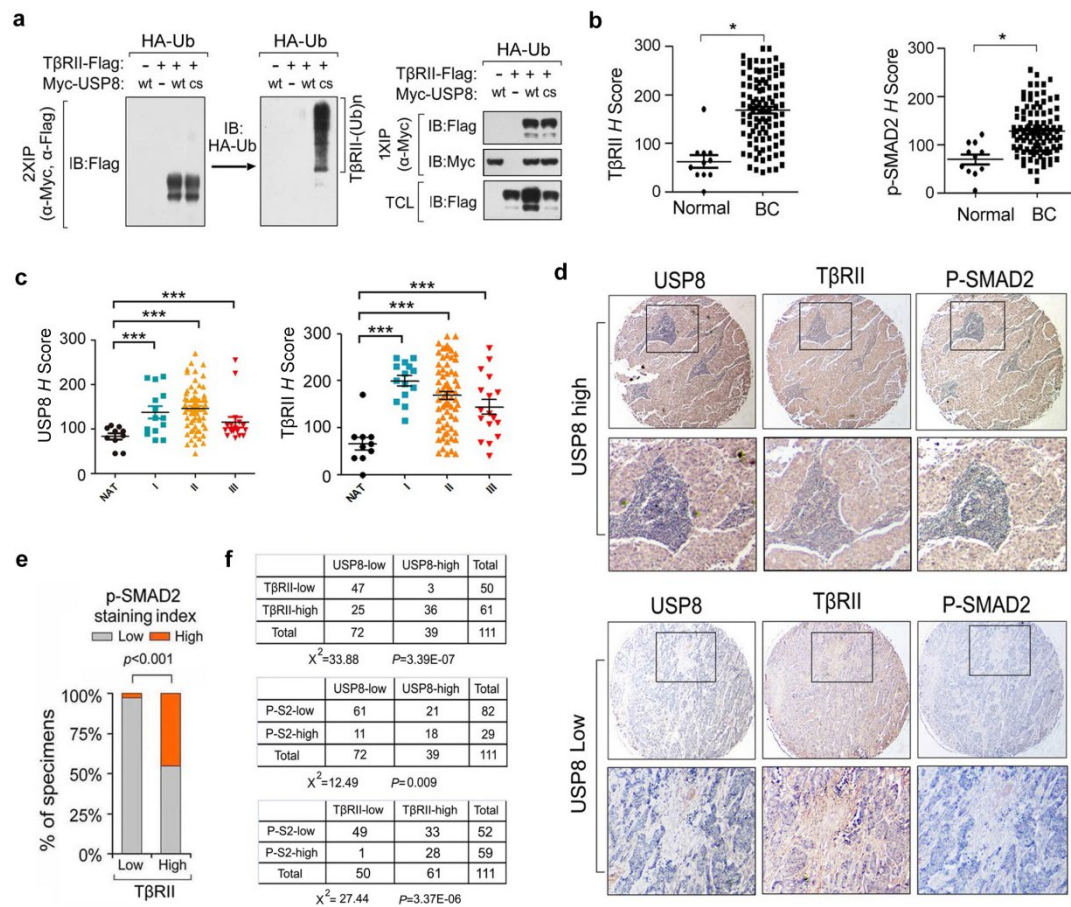 a
HA-Ub
HA-Ub
TβRII-Flag: - + + +
- + + +
Myc-USP8: wt - wt cs
wt - wt cs
2XIP
(α-Myc, α-Flag)
IB:Flag
IB:
HA-Ub
TβRII-(Ub)n
HA-Ub
TβRII-Flag: - + + +
Myc-USP8: wt - wt cs
1XIP
(α-Myc)
IB:Flag
IB:Myc
TCL
IB:Flag
b
TβRII H Score
300
200
100
0
*
Normal BC
p-SMAD2 H Score
300
200
100
0
*
Normal BC
c
USP8 H Score
300
200
100
0
***
***
***
NAT I II III
TβRII H Score
300
200
100
0
***
***
***
NAT I II III
d
USP8 TβRII P-SMAD2
USP8 high
USP8 TβRII P-SMAD2
USP8 Low
e
p-SMAD2
staining index
Low High
p<0.001
% of specimens
100%
75%
50%
25%
0%
Low High
TβRII
f
USP8-low USP8-high Total
TβRII-low 47 3 50
TβRII-high 25 36 61
Total 72 39 111
X²=33.88 P=3.39E-07
USP8-low USP8-high Total
P-S2-low 61 21 82
P-S2-high 11 18 29
Total 72 39 111
X²=12.49 P=0.009
TβRII-low TβRII-high Total
P-S2-low 49 33 52
P-S2-high 1 28 59
Total 50 61 111
X²= 27.44 P=3.37E-06